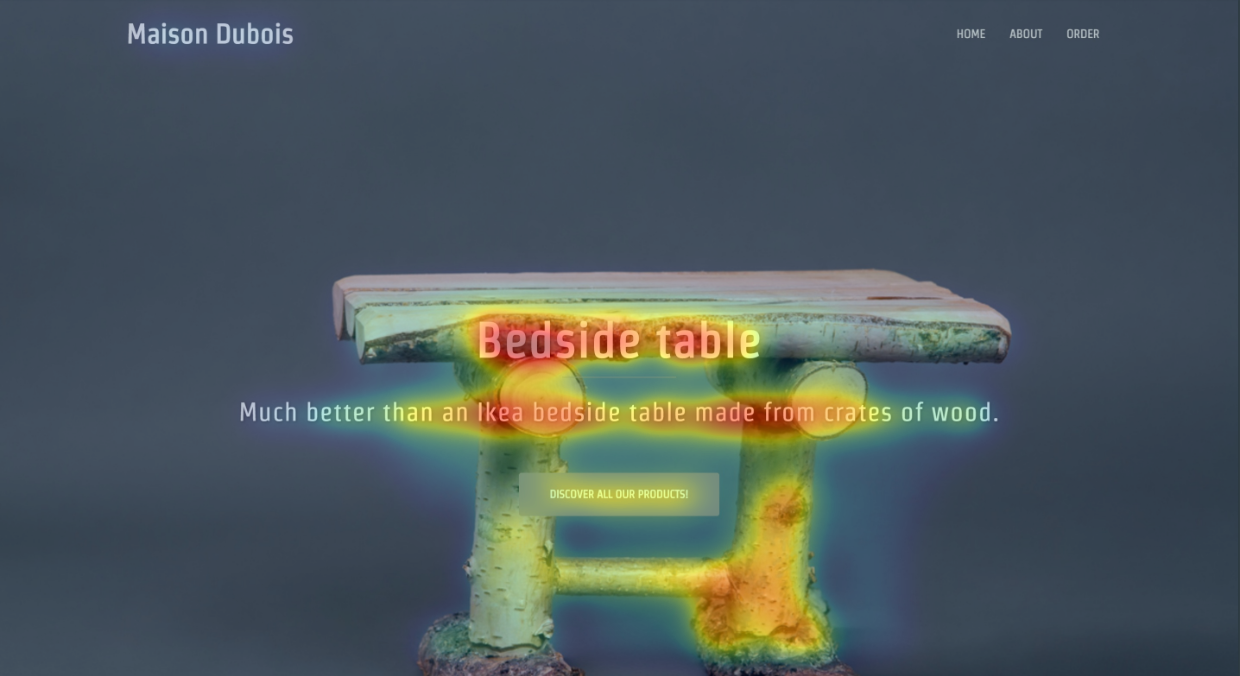 Maison Dubois
HOME ABOUT ORDER
Bedside table
Much better than an Ikea bedside table made from crates of wood.
DISCOVER ALL OUR PRODUCTS!